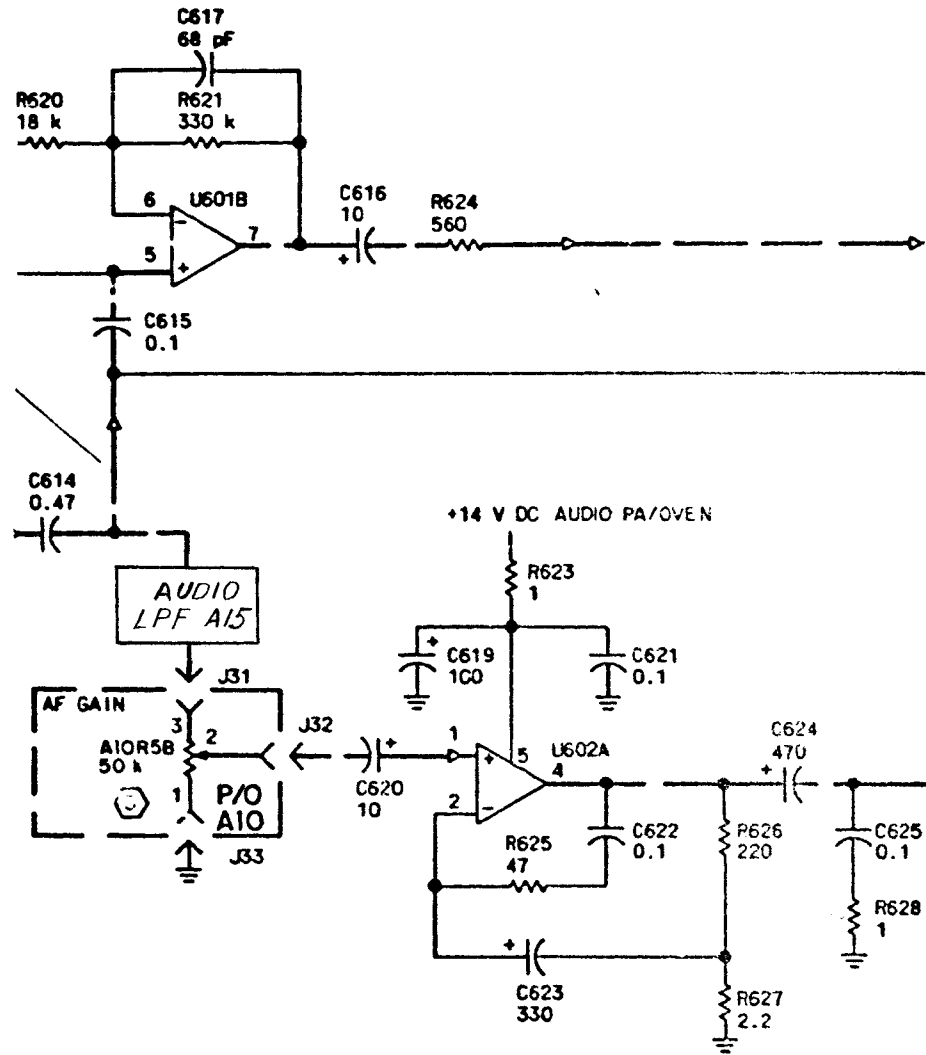 C617
68 pF
R620
18 k
R621
330 k
6
U601B
-
7
5
+
C616
10
+
R624
560
C615
0.1
C614
0.47
AUDIO
LPF A15
+14 V DC AUDIO PA/OVEN
R623
1
+
C619
100
C621
0.1
J31
AF GAIN
3
2
A10R5B
50 k
1
P/O
A10
J32
J33
+
C620
10
1
+
5
U602A
4
2
-
C624
470
+
R625
47
C622
0.1
R626
220
C625
0.1
R628
1
+
C623
330
R627
2.2